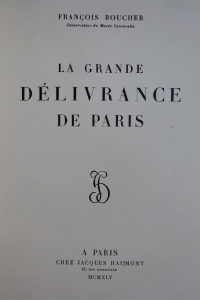 FRANÇOIS BOUCHER
Conservateur du Musée Carnavalet
LA GRANDE
DÉLIVRANCE
DE PARIS
A PARIS
CHEZ JACQUES HAUMONT
MCMXLV